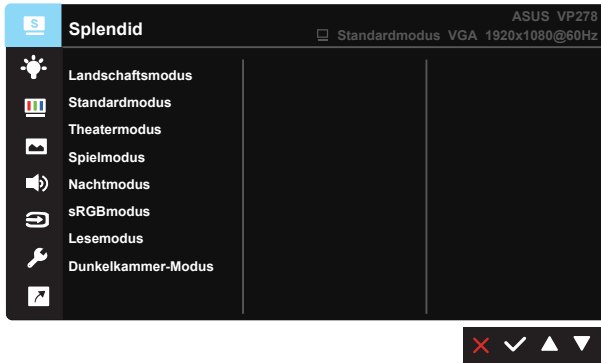 S
Splendid
ASUS VP278
Standardmodus VGA 1920x1080@60Hz
Landschaftsmodus
Standardmodus
Theatermodus
Spielmodus
Nachtmodus
sRGBmodus
Lesemodus
Dunkelkammer-Modus